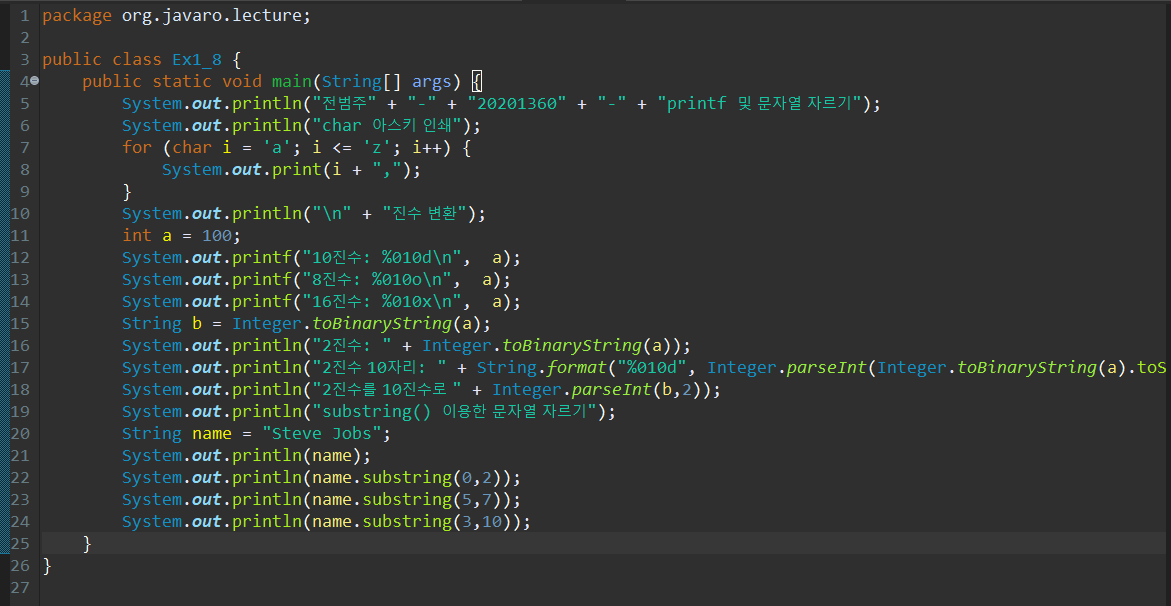 1 package org.javaro.lecture;
2
3 public class Ex1_8 {
4 public static void main(String[] args) {
5 System.out.println("전범주" + "-" + "20201360" + "-" + "printf 및 문자열 자르기");
6 System.out.println("char 아스키 인쇄");
7 for (char i = 'a'; i <= 'z'; i++) {
8 System.out.print(i + ",");
9 }
10 System.out.println("\n" + "진수 변환");
11 int a = 100;
12 System.out.printf("10진수: %010d\n", a);
13 System.out.printf("8진수: %010o\n", a);
14 System.out.printf("16진수: %010x\n", a);
15 String b = Integer.toBinaryString(a);
16 System.out.println("2진수: " + Integer.toBinaryString(a));
17 System.out.println("2진수 10자리: " + String.format("%010d", Integer.parseInt(Integer.toBinaryString(a).toS
18 System.out.println("2진수를 10진수로 " + Integer.parseInt(b,2));
19 System.out.println("substring() 이용한 문자열 자르기");
20 String name = "Steve Jobs";
21 System.out.println(name);
22 System.out.println(name.substring(0,2));
23 System.out.println(name.substring(5,7));
24 System.out.println(name.substring(3,10));
25 }
26 }
27